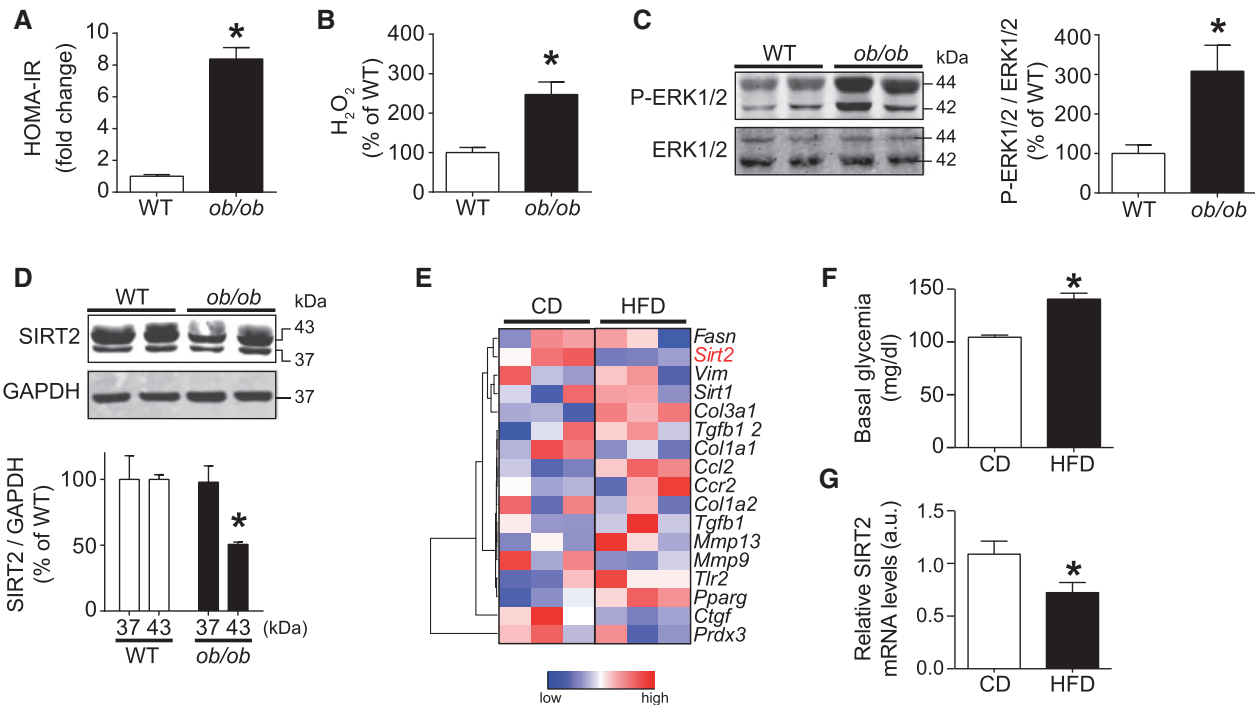 A
HOMA-IR
(fold change)
10
8
6
4
2
0
*
WT
ob/ob
B
H2O2
(% of WT)
400
300
200
100
0
*
WT
ob/ob
C
WT
ob/ob
kDa
P-ERK1/2
44
42
ERK1/2
44
42
P-ERK1/2 / ERK1/2
(% of WT)
400
300
200
100
0
*
WT
ob/ob
D
WT
ob/ob
kDa
SIRT2
43
37
GAPDH
37
SIRT2 / GAPDH
(% of WT)
100
50
0
*
37 43 37 43 (kDa)
WT
ob/ob
E
CD
HFD
Fasn
Sirt2
Vim
Sirt1
Col3a1
Tgfb1 2
Col1a1
Ccl2
Ccr2
Col1a2
Tgfb1
Mmp13
Mmp9
Tlr2
Pparg
Ctgf
Prdx3
low
high
F
Basal glycemia
(mg/dl)
150
100
50
0
*
CD
HFD
G
Relative SIRT2
mRNA levels (a.u.)
1.5
1.0
0.5
0.0
*
CD
HFD